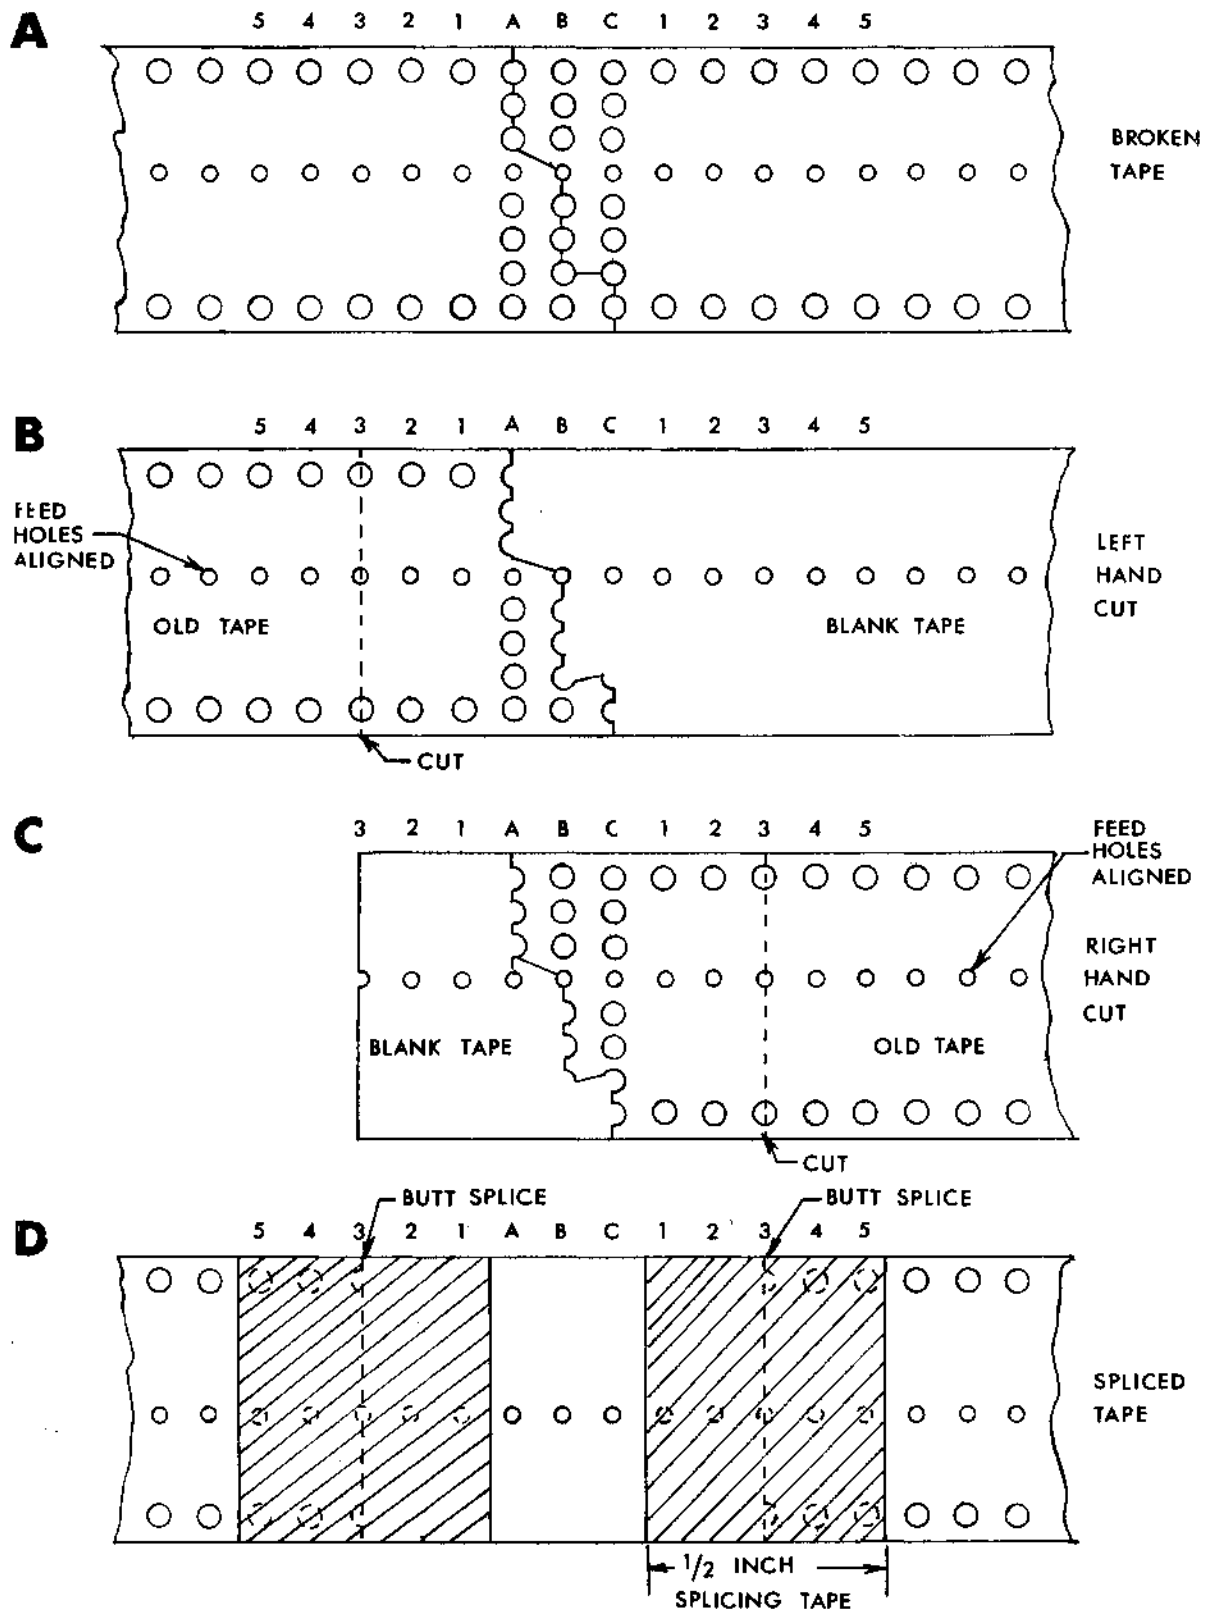 A
5 4 3 2 1 A B C 1 2 3 4 5
BROKEN
TAPE
B
5 4 3 2 1 A B C 1 2 3 4 5
FEED
HOLES
ALIGNED
OLD TAPE
BLANK TAPE
LEFT
HAND
CUT
CUT
C
3 2 1 A B C 1 2 3 4 5
FEED
HOLES
ALIGNED
RIGHT
HAND
CUT
BLANK TAPE
OLD TAPE
CUT
BUTT SPLICE
BUTT SPLICE
D
5 4 3 2 1 A B C 1 2 3 4 5
SPLICED
TAPE
1/2 INCH
SPLICING TAPE